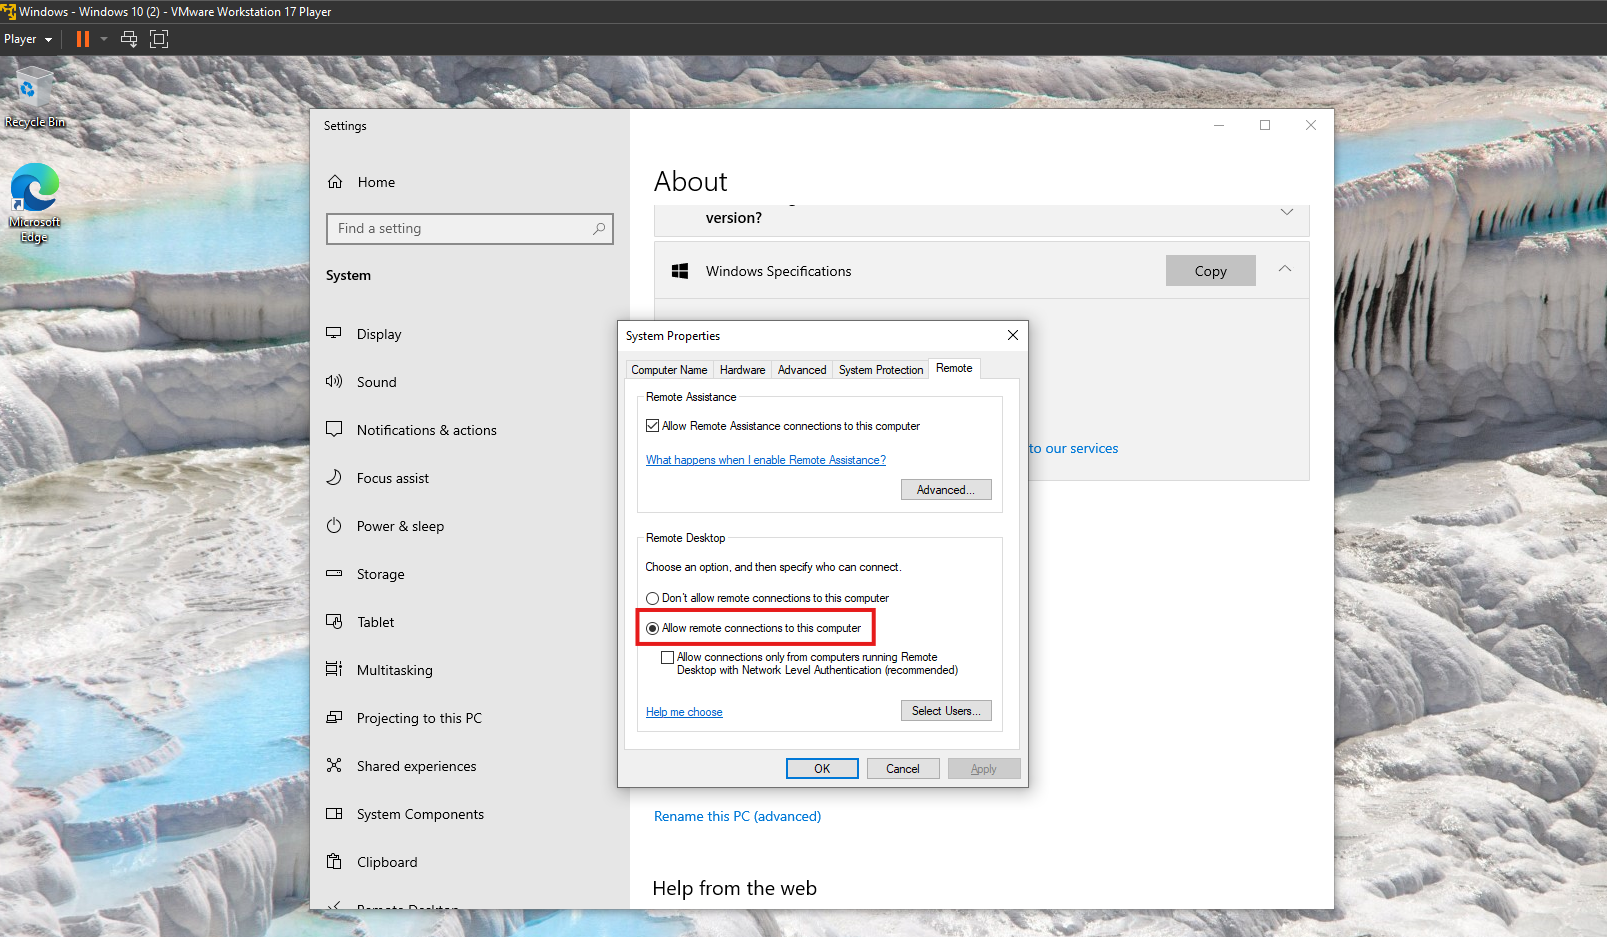 Windows - Windows 10 (2) - VMware Workstation 17 Player
Player
Recycle Bin
Microsoft
Edge
Settings
Home
Find a setting
System
Display
Sound
Notifications & actions
Focus assist
Power & sleep
Storage
Tablet
Multitasking
Projecting to this PC
Shared experiences
System Components
Clipboard
Remote Desktop
About
version?
Windows Specifications
Copy
to our services
System Properties
Computer Name Hardware Advanced System Protection Remote
Remote Assistance
Allow Remote Assistance connections to this computer
What happens when I enable Remote Assistance?
Advanced...
Remote Desktop
Choose an option, and then specify who can connect.
Don't allow remote connections to this computer
Allow remote connections to this computer
Allow connections only from computers running Remote
Desktop with Network Level Authentication (recommended)
Help me choose
Select Users...
OK Cancel Apply
Rename this PC (advanced)
Help from the web